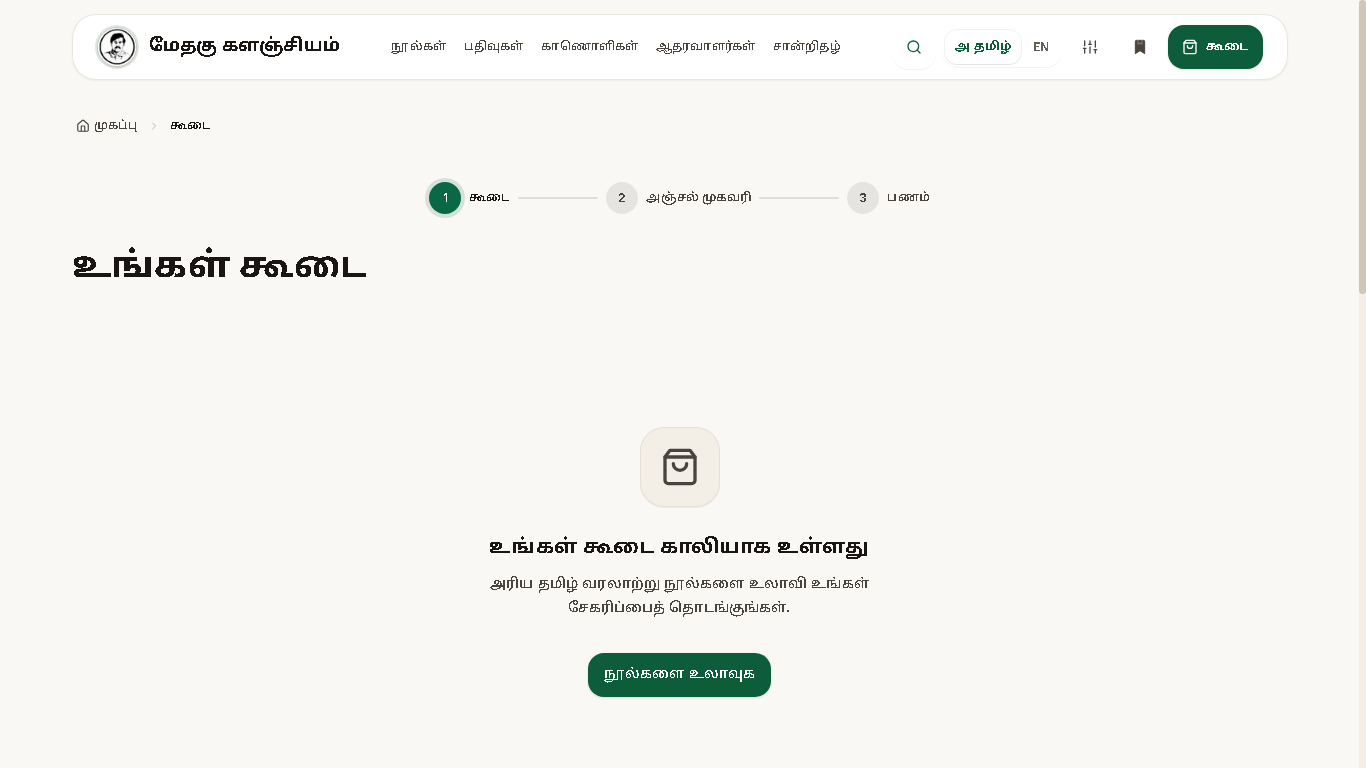 மேதகு களஞ்சியம்
நூல்கள் பதிவுகள் காணொளிகள் ஆதரவாளர்கள் சான்றிதழ்
அ தமிழ் EN
கூடை
முகப்பு கூடை
1 கூடை 2 அஞ்சல் முகவரி 3 பணம்
உங்கள் கூடை
உங்கள் கூடை காலியாக உள்ளது
அரிய தமிழ் வரலாற்று நூல்களை உலாவி உங்கள்
சேகரிப்பைத் தொடங்குங்கள்.
நூல்களை உலாவுக